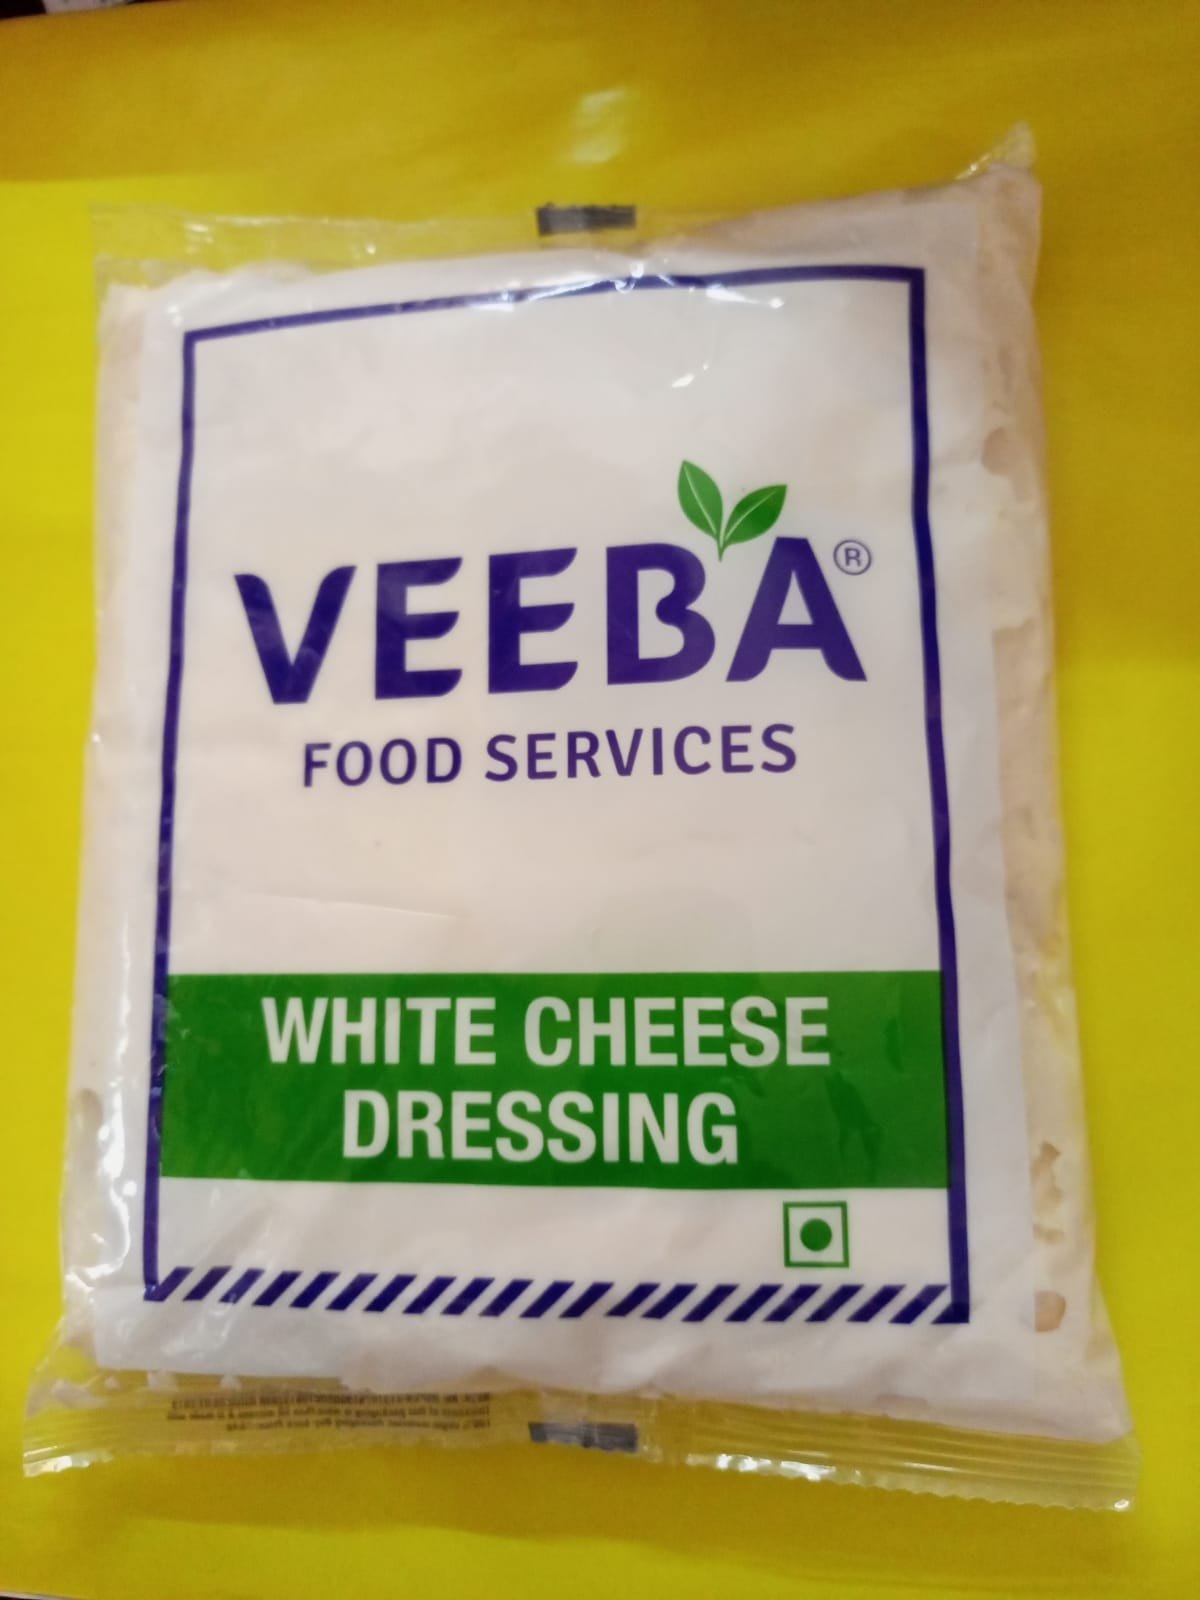 VEEBA®
FOOD SERVICES
WHITE CHEESE
DRESSING